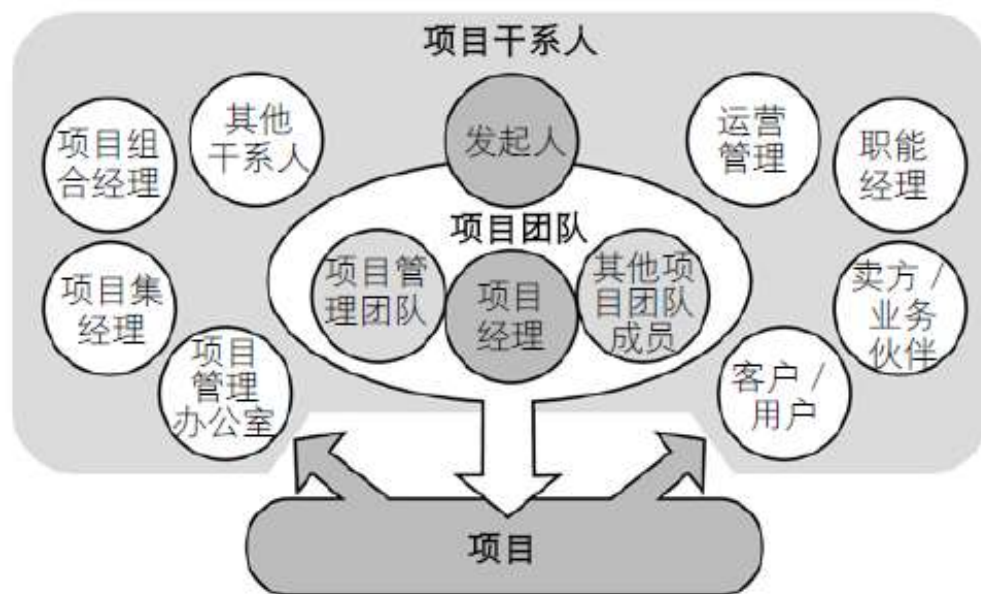 项目干系人
项目组
合经理
其他
干系人
发起人
运营
管理
职能
经理
项目团队
项目集
经理
项目管
理团队
项目
经理
其他项
目团队
成员
卖方 /
业务
伙伴
项目
管理
办公室
客户 /
用户
项目